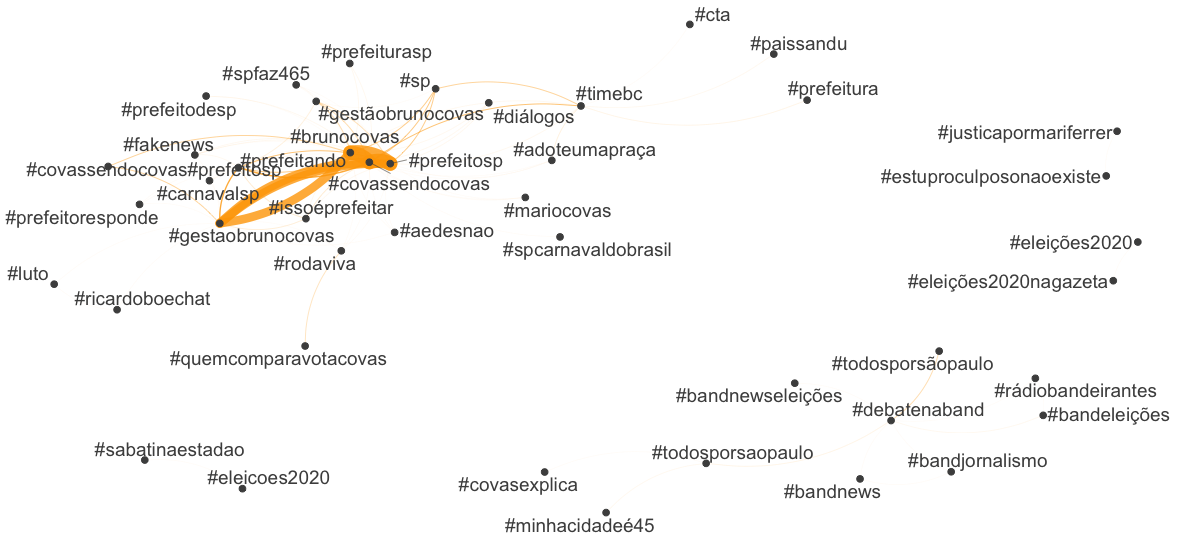 #cta
#paissandu
#prefeiturasp
#spfaz465
#sp
#prefeitura
#timebc
#prefeitodesp
#gestãobrunocovas
#diálogos
#brunocovas
#justicapormariferrer
#fakenews
#adoteumapraça
#prefeitando
#prefeitosp
#covassendocovas#prefeitosp
#estuproculposonaoexiste
#covassendocovas
#carnavalsp
#issoéprefeitar
#mariocovas
#prefeitoresponde
#gestaobrunocovas
#aedesnao
#eleições2020
#spcarnavaldobrasil
#rodaviva
#luto
#eleições2020nagazeta
#ricardoboechat
#quemcomparavotacovas
#todosporsãopaulo
#bandnewseleições
#rádiobandeirantes
#debatenaband
#bandeleições
#sabatinaestadao
#todosporsaopaulo
#bandjornalismo
#eleicoes2020
#covasexplica
#bandnews
#minhacidadeé45